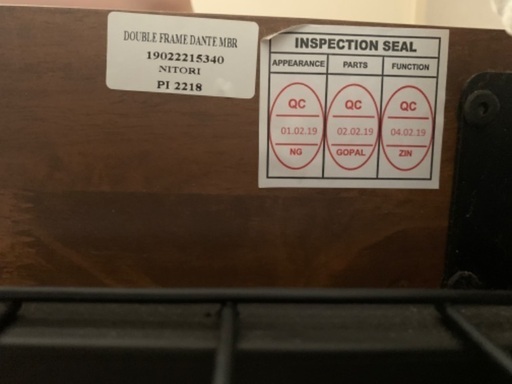 DOUBLE FRAME DANTE MBR
19022215340
NITORI
PI 2218
INSPECTION SEAL
APPEARANCE PARTS FUNCTION
QC QC QC
01.02.19 02.02.19 04.02.19
NG GOPAL ZIN